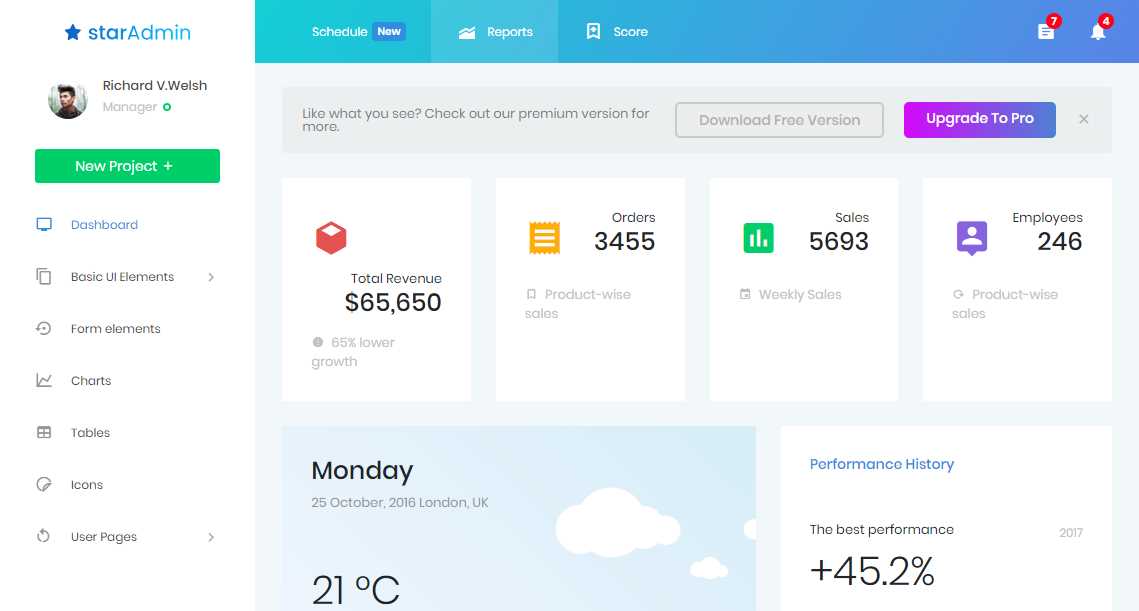 starAdmin
Richard V.Welsh
Manager
New Project +
Dashboard
Basic UI Elements
Form elements
Charts
Tables
Icons
User Pages
Schedule New
Reports
Score
7
4
Like what you see? Check out our premium version for
more.
Download Free Version
Upgrade To Pro
×
Total Revenue
$65,650
65% lower
growth
Orders
3455
Product-wise
sales
Sales
5693
Weekly Sales
Employees
246
Product-wise
sales
Monday
25 October, 2016 London, UK
21 °C
Performance History
The best performance
2017
+45.2%